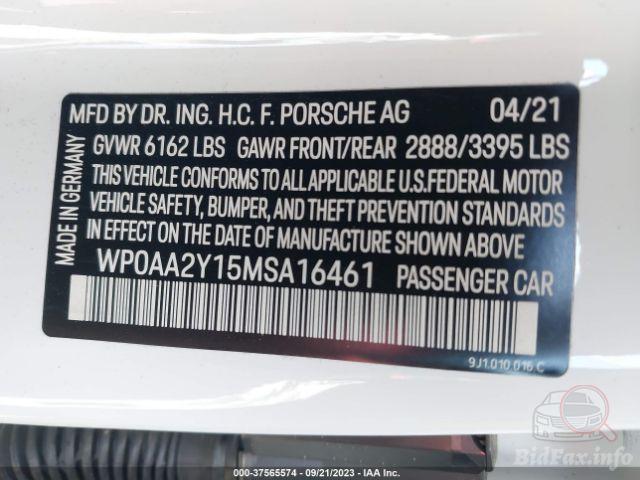 MFD BY DR. ING. H.C. F. PORSCHE AG 04/21
GVWR 6162 LBS GAWR FRONT/REAR 2888/3395 LBS
THIS VEHICLE CONFORMS TO ALL APPLICABLE U.S.FEDERAL MOTOR
VEHICLE SAFETY, BUMPER, AND THEFT PREVENTION STANDARDS
IN EFFECT ON THE DATE OF MANUFACTURE SHOWN ABOVE
WP0AA2Y15MSA16461 PASSENGER CAR
MADE IN GERMANY
9J1.010.016.C
BidFax.info
000-37565574 | 09/21/2023 | IAA Inc.